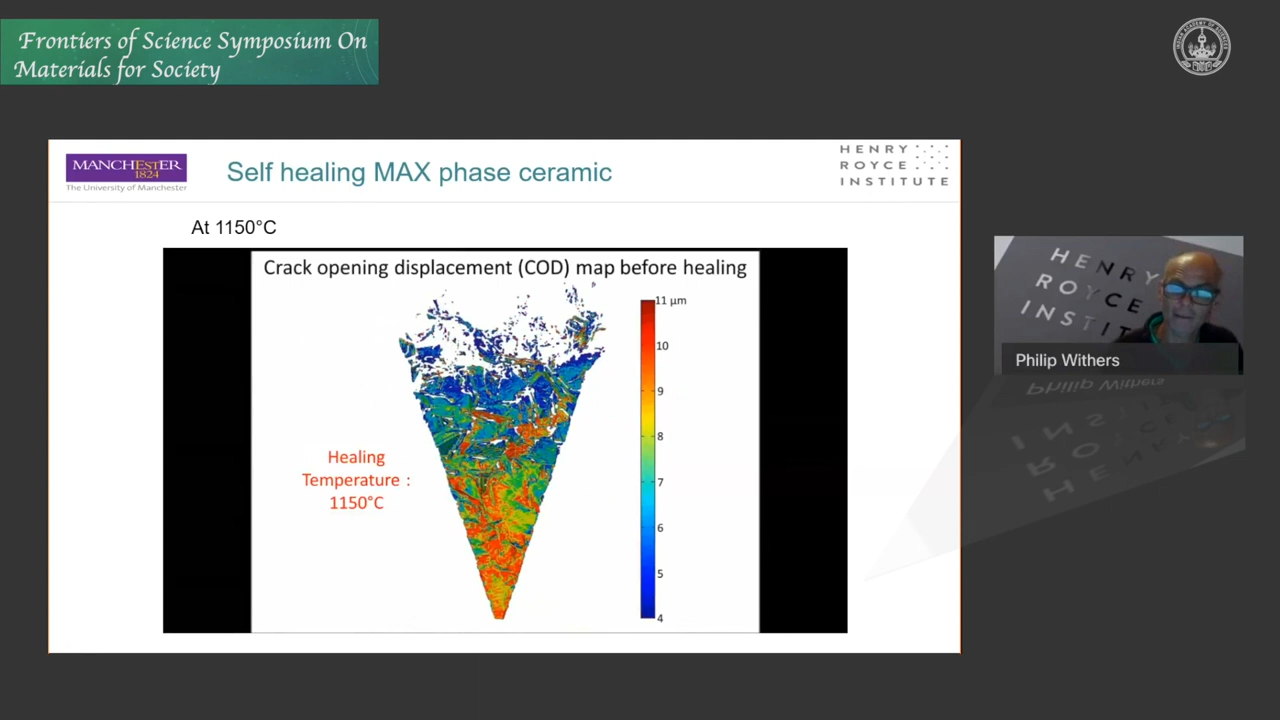 Frontiers of Science Symposium On
Materials for Society
MANCHESTER
1824
The University of Manchester
Self healing MAX phase ceramic
HENRY
ROYCE
INSTITUTE
At 1150°C
Crack opening displacement (COD) map before healing
11 μm
10
9
8
7
6
5
4
Healing
Temperature :
1150°C
HENRY
ROYCE
INSTIT
Philip Withers
Philip Withers